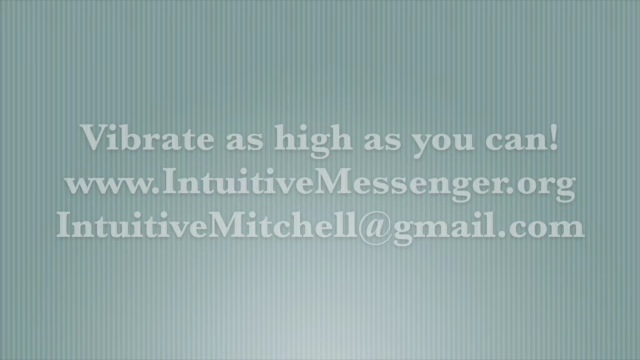 Vibrate as high as you can!
www.IntuitiveMessenger.org
IntuitiveMitchell@gmail.com